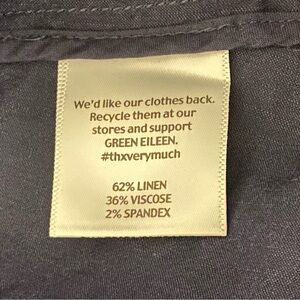 We'd like our clothes back.
Recycle them at our
stores and support
GREEN EILEEN.
#thxverymuch
62% LINEN
36% VISCOSE
2% SPANDEX